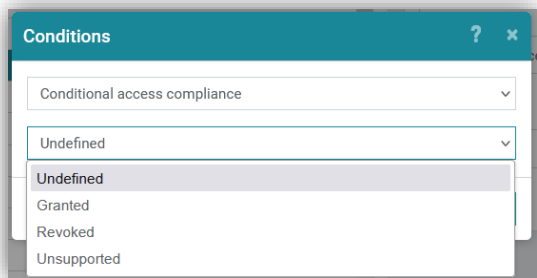 Conditions
?
×
Conditional access compliance
Undefined
Undefined
Granted
Revoked
Unsupported